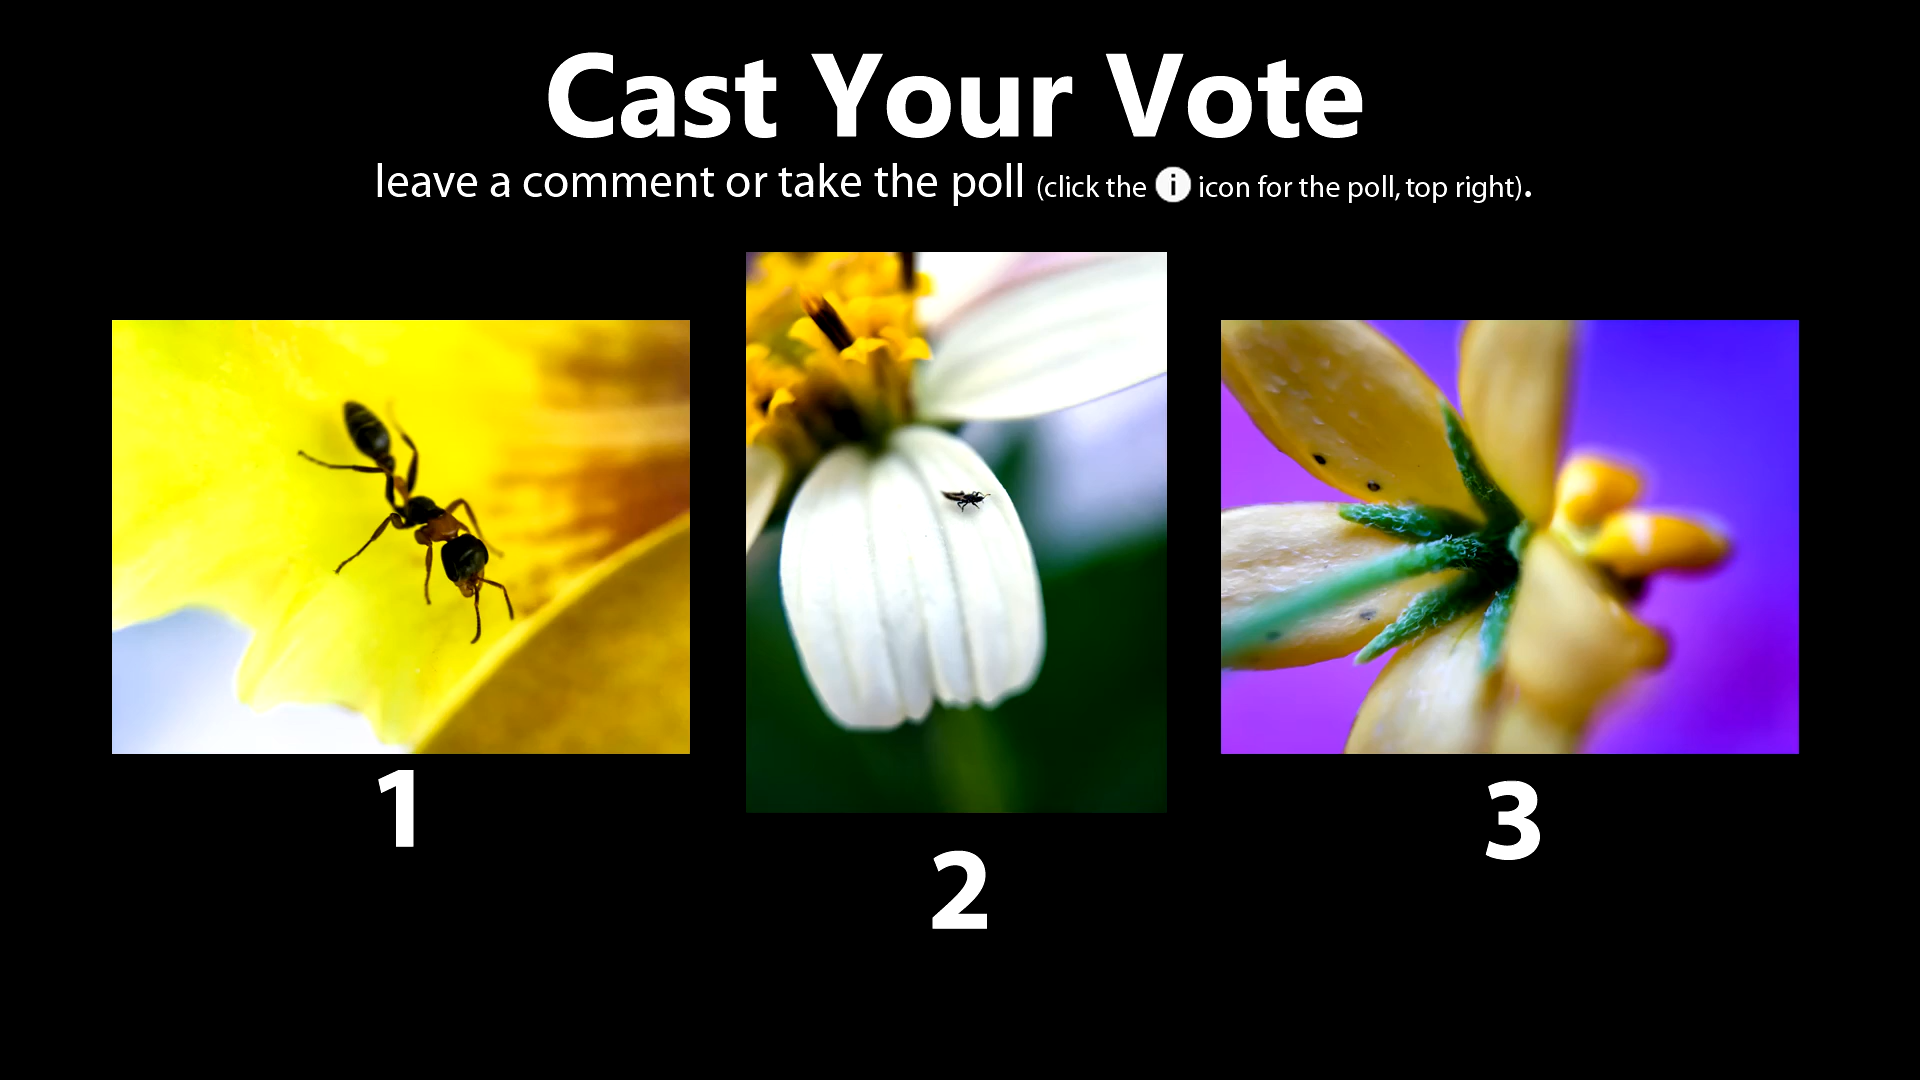 Cast Your Vote
leave a comment or take the poll (click the i icon for the poll, top right).
1
2
3